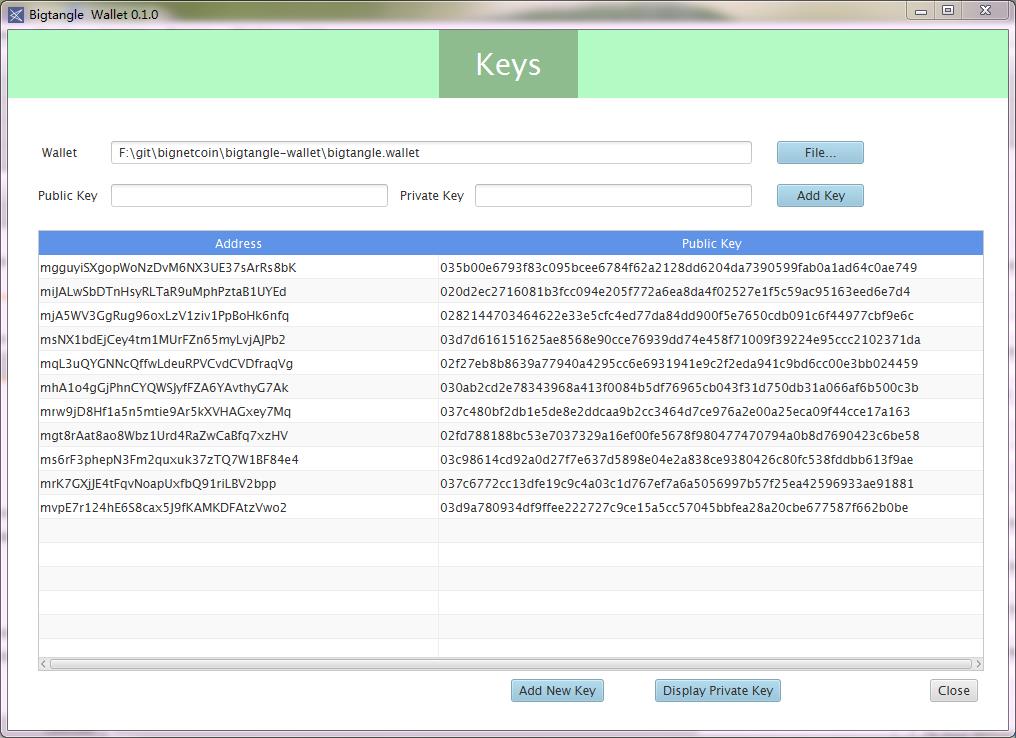 Bigtangle Wallet 0.1.0
Keys
Wallet F:\git\bignetcoin\bigtangle-wallet\bigtangle.wallet File...
Public Key Private Key Add Key
Address Public Key
mgguyiSXgopWoNzDvM6NX3UE37sArRs8bK 035b00e6793f83c095bcee6784f62a2128dd6204da7390599fab0a1ad64c0ae749
miJALwSbDTnHsyRLTaR9uMphPztaB1UYEd 020d2ec2716081b3fcc094e205f772a6ea8da4f02527e1f5c59ac95163eed6e7d4
mjA5WV3GgRug96oxLzV1ziv1PpBoHk6nfq 0282144703464622e33e5cfc4ed77da84dd900f5e7650cdb091c6f44977cbf9e6c
msNX1bdEjCey4tm1MUrFZn65myLvjAJPb2 03d7d616151625ae8568e90cce76939dd74e458f71009f39224e95ccc2102371da
mqL3uQYGNNcQffwLdeuRPVCvdCVDfraqVg 02f27eb8b8639a77940a4295cc6e6931941e9c2f2eda941c9bd6cc00e3bb024459
mhA1o4gGjPhnCYQWSJyfFZA6YAvthyG7Ak 030ab2cd2e78343968a413f0084b5df76965cb043f31d750db31a066af6b500c3b
mrw9jD8Hf1a5n5mtie9Ar5kXVHAGxey7Mq 037c480bf2db1e5de8e2ddcaa9b2cc3464d7ce976a2e00a25eca09f44cce17a163
mgt8rAat8ao8Wbz1Urd4RaZwCaBfq7xzHV 02fd788188bc53e7037329a16ef00fe5678f980477470794a0b8d7690423c6be58
ms6rF3phepN3Fm2quxuk37zTQ7W1BF84e4 03c98614cd92a0d27f7e637d5898e04e2a838ce9380426c80fc538fddbb613f9ae
mrK7GXjJE4tFqvNoapUxfbQ91riLBV2bpp 037c6772cc13dfe19c9c4a03c1d767ef7a6a5056997b57f25ea42596933ae91881
mvpE7r124hE6S8cax5J9fKAMKDFAtzVwo2 03d9a780934df9ffee222727c9ce15a5cc57045bbfea28a20cbe677587f662b0be
Add New Key Display Private Key Close